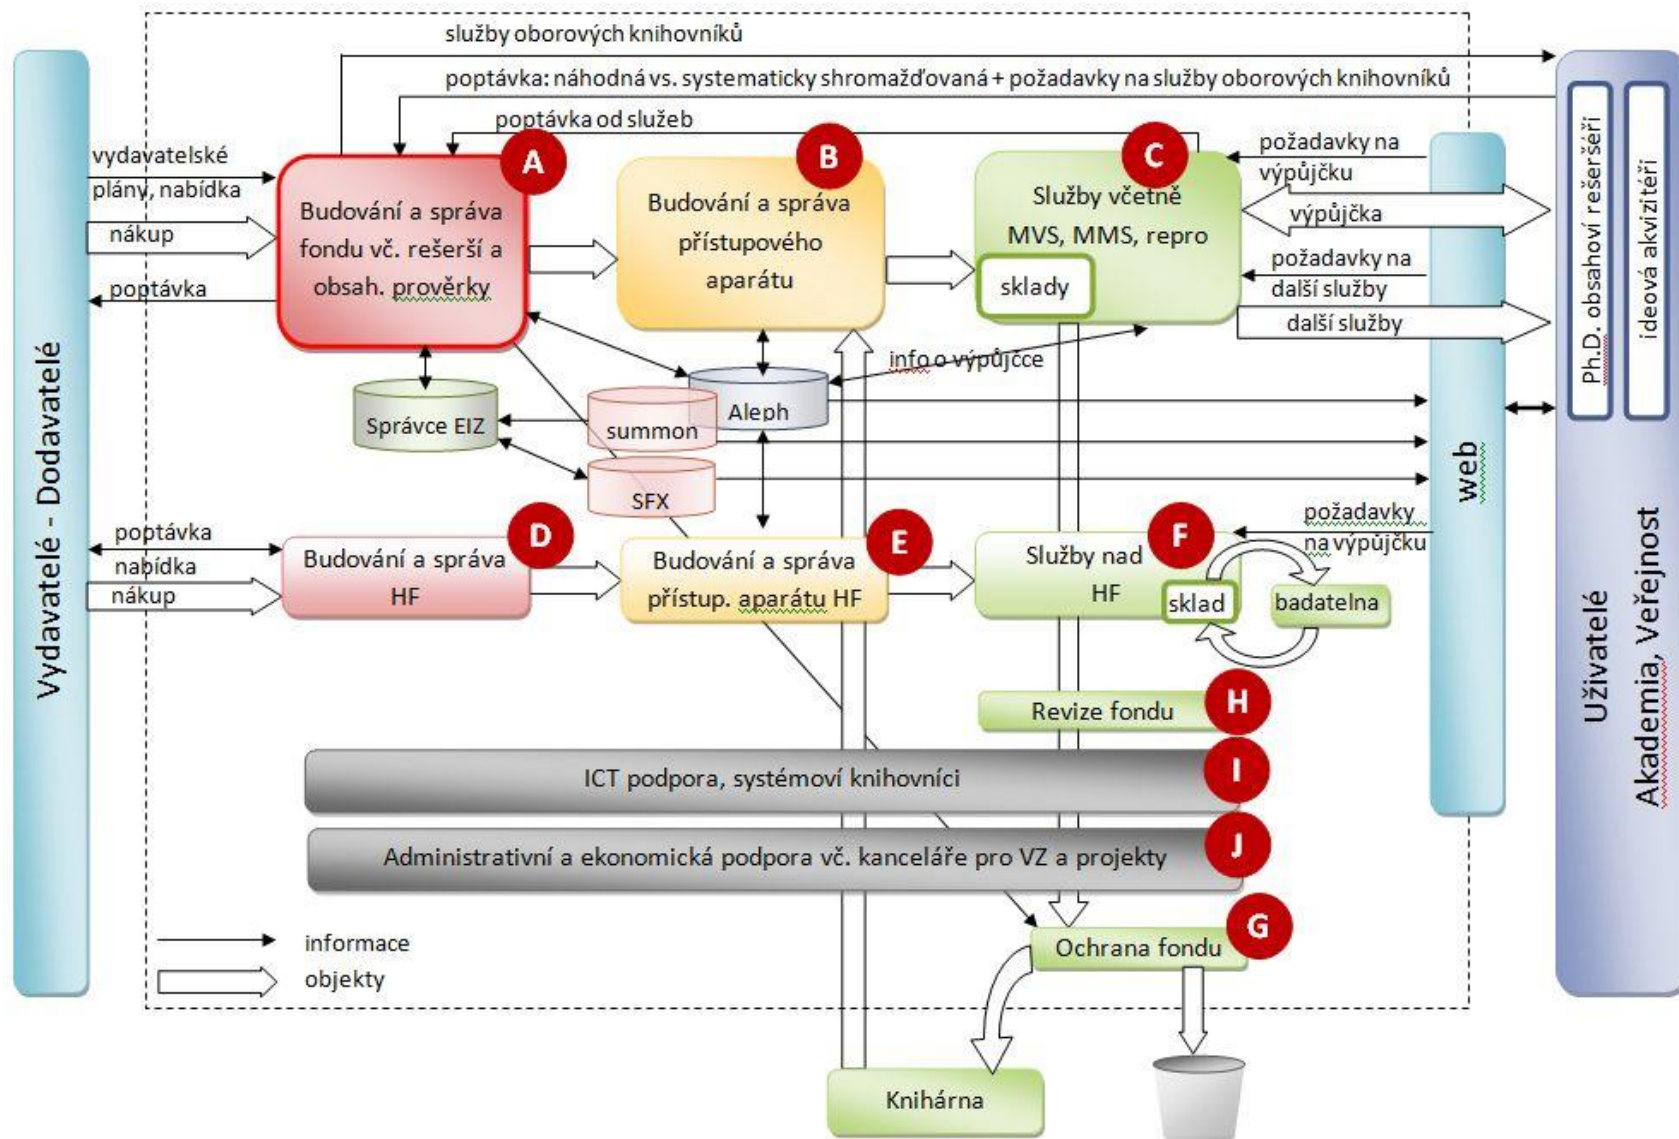 služby oborových knihovníků
poptávka: náhodná vs. systematicky shromažďovaná + požadavky na služby oborových knihovníků
poptávka od služeb
Vydavatelé - Dodavatelé
vydavatelské
plány, nabídka
nákup
poptávka
A
Budování a správa
fondu vč. rešerší a
obsah. prověrky
B
Budování a správa
přístupového
aparátu
C
Služby včetně
MVS, MMS, repro
sklady
požadavky na
výpůjčku
výpůjčka
požadavky na
další služby
další služby
info o výpůjčce
Správce EIZ
summon
Aleph
SFX
web
Ph.D. obsahoví rešeršéři
ideová akvizitéři
Uživatelé
Akademia, Veřejnost
poptávka
nabídka
nákup
D
Budování a správa
HF
E
Budování a správa
přístup. aparátu HF
F
Služby nad
HF
sklad
požadavky
na výpůjčku
badatelna
H
Revize fondu
I
ICT podpora, systémoví knihovníci
J
Administrativní a ekonomická podpora vč. kanceláře pro VZ a projekty
G
Ochrana fondu
informace
objekty
Knihárna